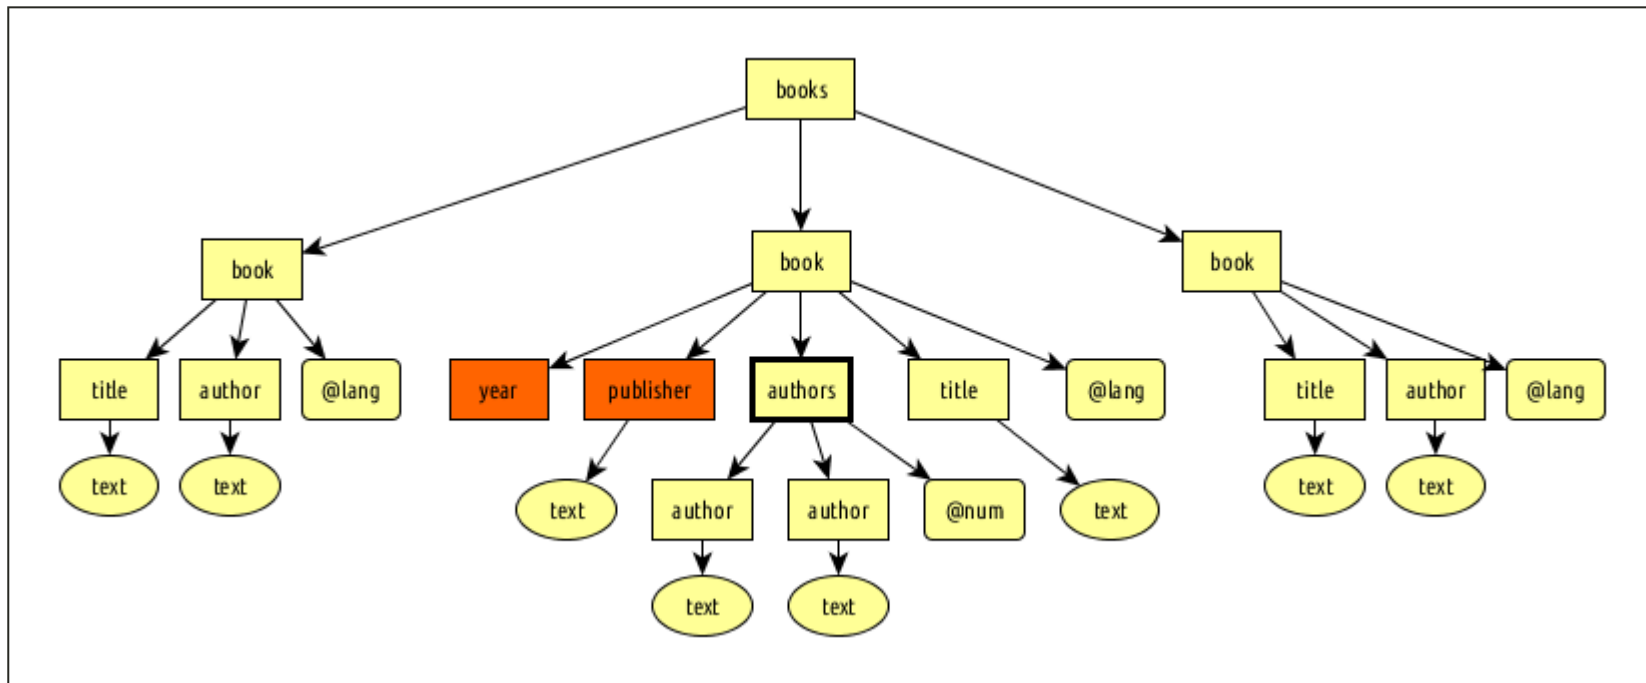 books
book
book
book
title
author
@lang
year
publisher
authors
title
@lang
title
author
@lang
text
text
text
author
author
@num
text
text
text
text
text